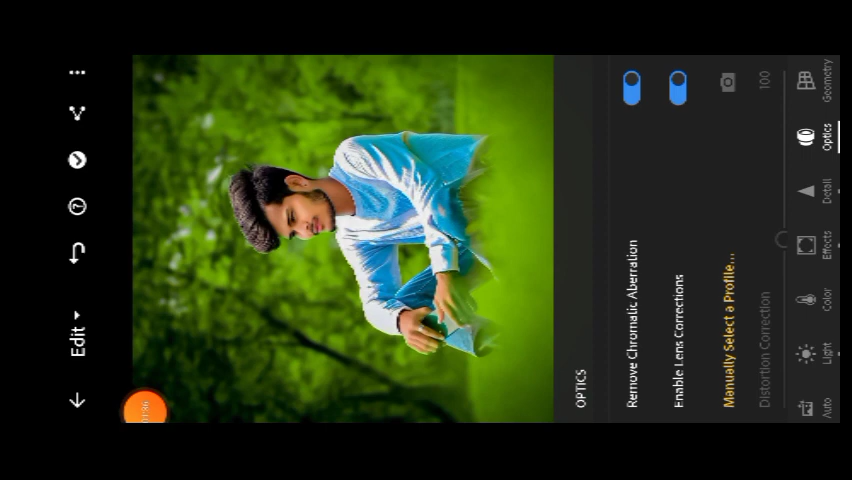 Edit
OPTICS
Remove Chromatic Aberration
Enable Lens Corrections
Manually Select a Profile...
Distortion Correction 100
Auto
Light
Color
Effects
Detail
Optics
Geometry